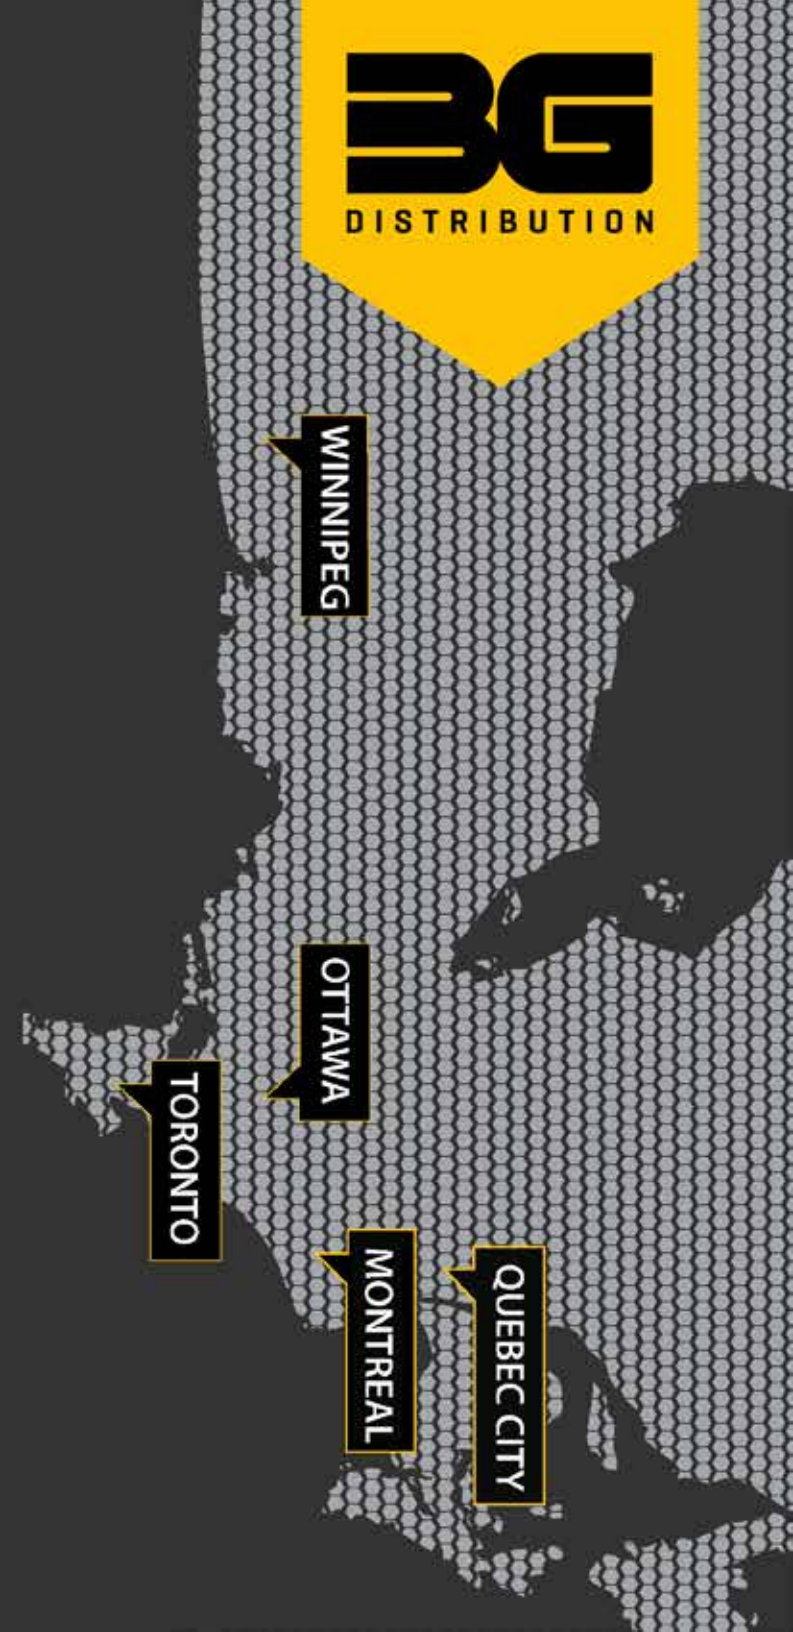 3G
DISTRIBUTION
WINNIPEG
OTTAWA
TORONTO
MONTREAL
QUEBEC CITY